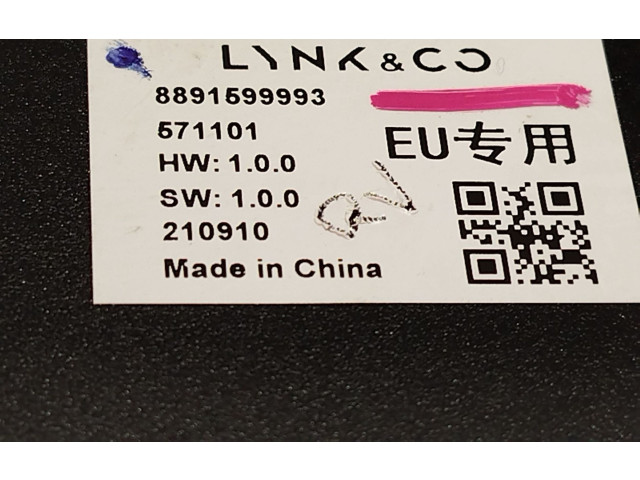 LYNK & CO
8891599993
571101
EU专用
HW: 1.0.0
SW: 1.0.0
210910
Made in China